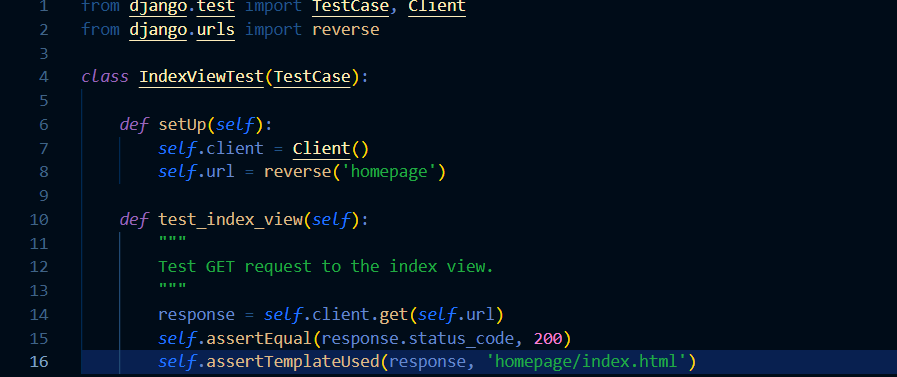 1 from django.test import TestCase, Client
2 from django.urls import reverse
3
4 class IndexViewTest(TestCase):
5
6     def setUp(self):
7         self.client = Client()
8         self.url = reverse('homepage')
9
10     def test_index_view(self):
11         """
12         Test GET request to the index view.
13         """
14         response = self.client.get(self.url)
15         self.assertEqual(response.status_code, 200)
16         self.assertTemplateUsed(response, 'homepage/index.html')